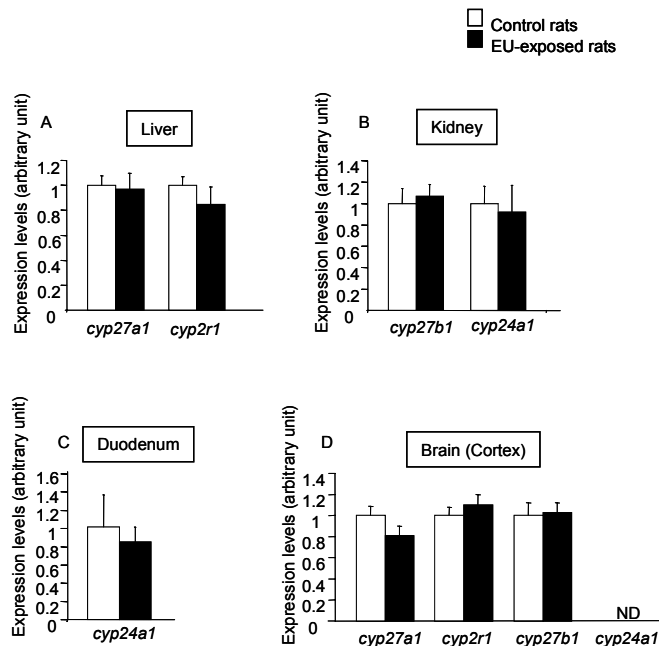 Control rats
EU-exposed rats
A
Liver
Expression levels (arbitrary unit)
1.2
1
0.8
0.6
0.4
0.2
0
cyp27a1 cyp2r1
B
Kidney
Expression levels (arbitrary unit)
1.4
1.2
1
0.8
0.6
0.4
0.2
0
cyp27b1 cyp24a1
C
Duodenum
Expression levels (arbitrary unit)
1.6
1.4
1.2
1
0.8
0.6
0.4
0.2
0
cyp24a1
D
Brain (Cortex)
Expression levels (arbitrary unit)
1.4
1.2
1
0.8
0.6
0.4
0.2
0
ND
cyp27a1 cyp2r1 cyp27b1 cyp24a1